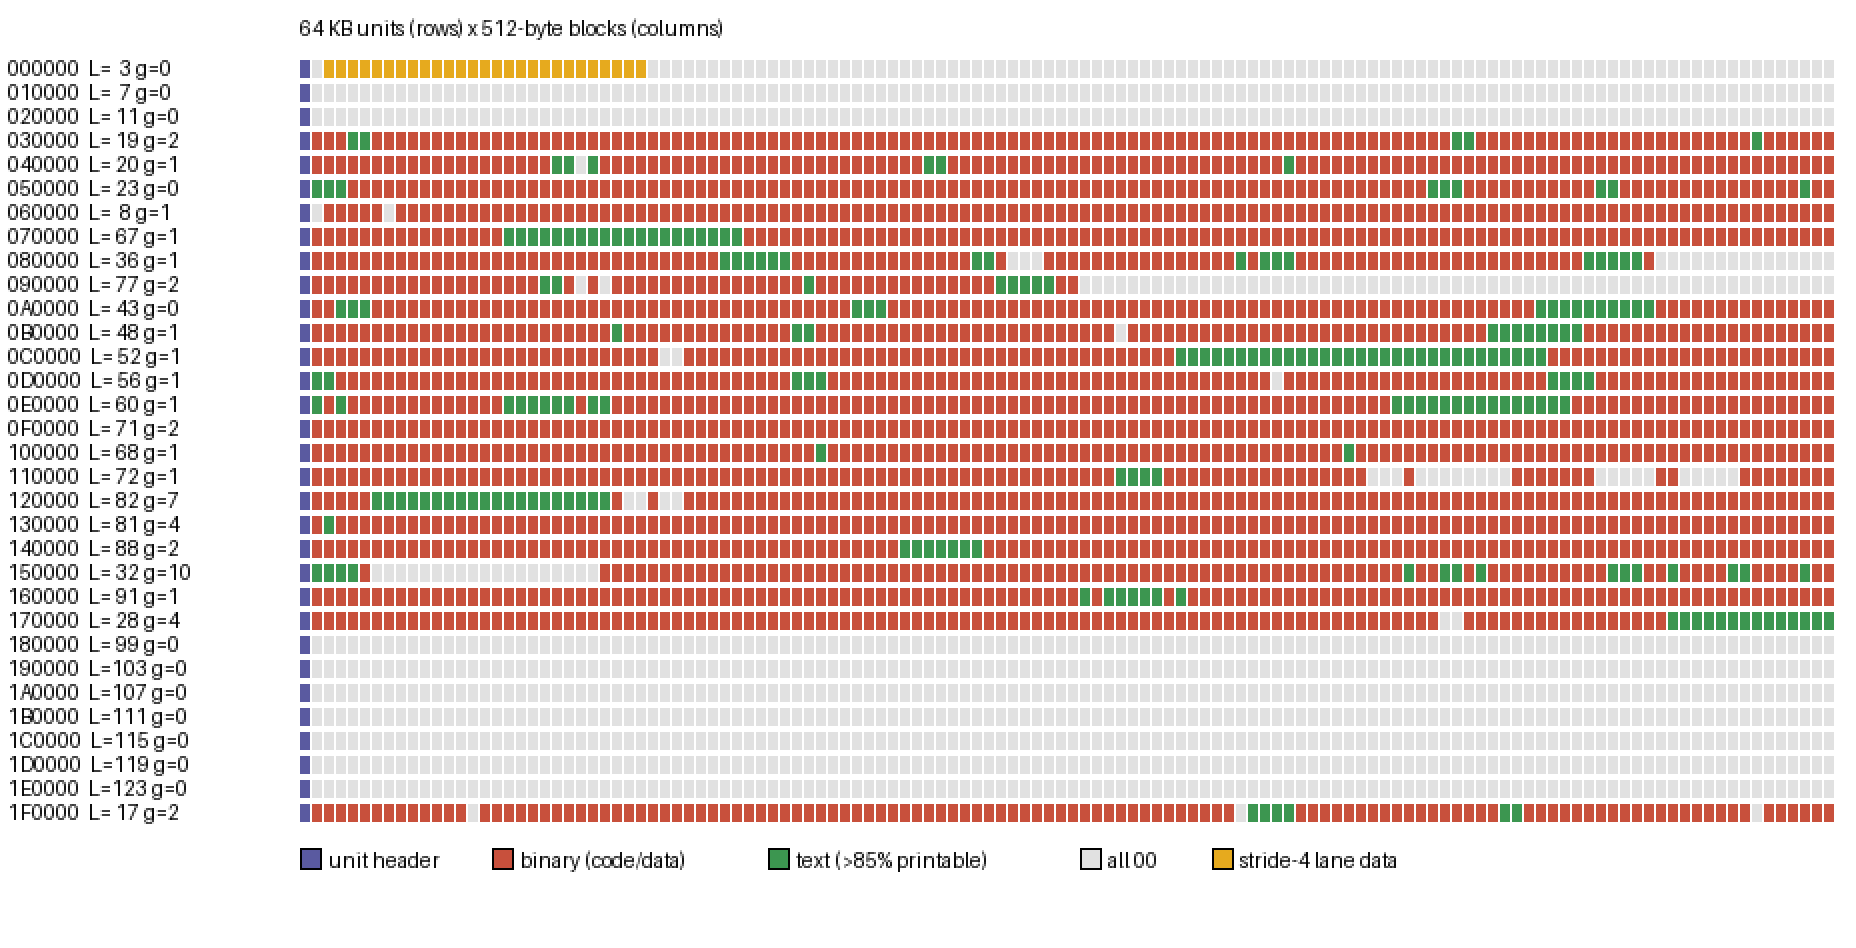 64 KB units (rows) x 512-byte blocks (columns)
000000 L= 3 g=0
010000 L= 7 g=0
020000 L= 11 g=0
030000 L= 19 g=2
040000 L= 20 g=1
050000 L= 23 g=0
060000 L= 8 g=1
070000 L= 67 g=1
080000 L= 36 g=1
090000 L= 77 g=2
0A0000 L= 43 g=0
0B0000 L= 48 g=1
0C0000 L= 52 g=1
0D0000 L= 56 g=1
0E0000 L= 60 g=1
0F0000 L= 71 g=2
100000 L= 68 g=1
110000 L= 72 g=1
120000 L= 82 g=7
130000 L= 81 g=4
140000 L= 88 g=2
150000 L= 32 g=10
160000 L= 91 g=1
170000 L= 28 g=4
180000 L= 99 g=0
190000 L=103 g=0
1A0000 L=107 g=0
1B0000 L=111 g=0
1C0000 L=115 g=0
1D0000 L=119 g=0
1E0000 L=123 g=0
1F0000 L= 17 g=2
unit header binary (code/data) text (>85% printable) all 00 stride-4 lane data